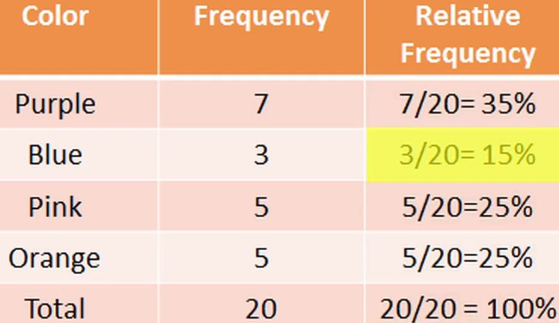 Color Frequency Relative
Frequency
Purple 7 7/20= 35%
Blue 3 3/20= 15%
Pink 5 5/20=25%
Orange 5 5/20=25%
Total 20 20/20 = 100%